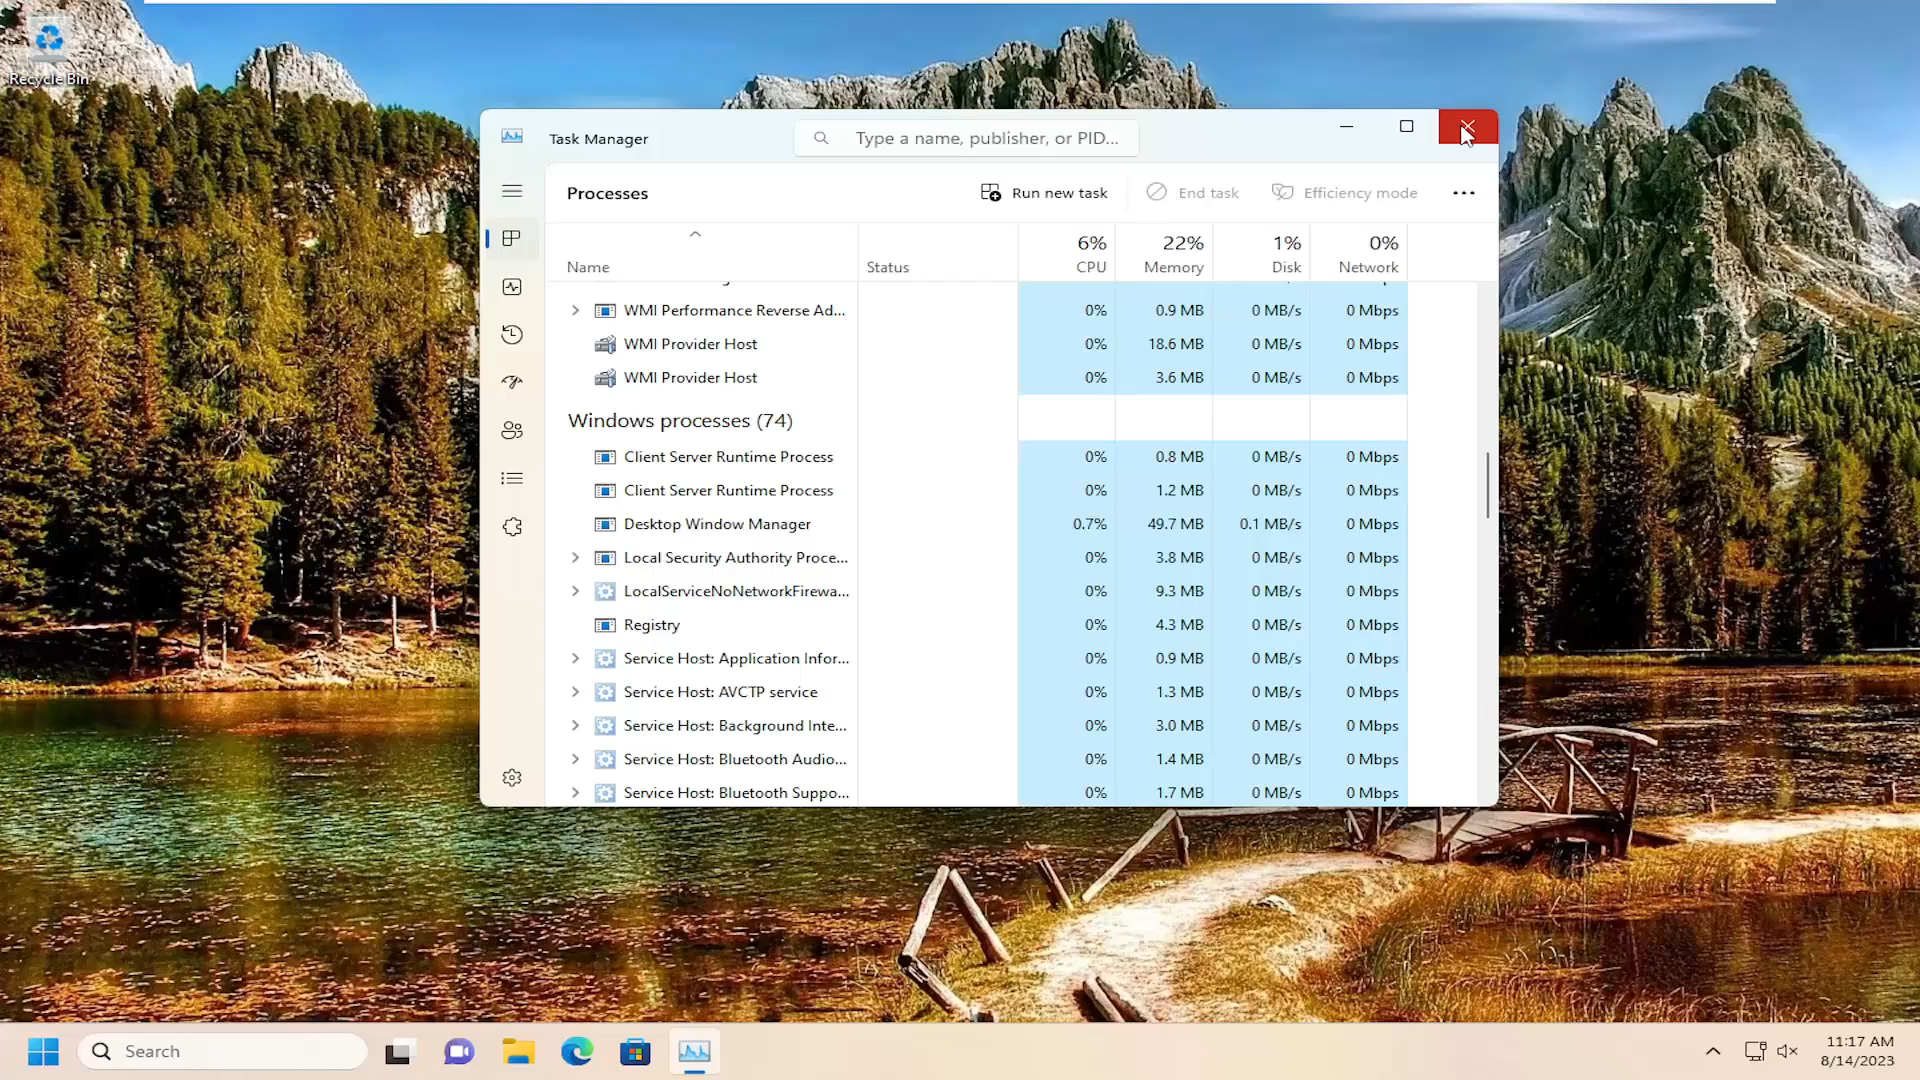 Recycle Bin
Task Manager
Type a name, publisher, or PID...
Processes
Run new task
End task
Efficiency mode
6% 22% 1% 0%
Name Status CPU Memory Disk Network
WMI Performance Reverse Ad... 0% 0.9 MB 0 MB/s 0 Mbps
WMI Provider Host 0% 18.6 MB 0 MB/s 0 Mbps
WMI Provider Host 0% 3.6 MB 0 MB/s 0 Mbps
Windows processes (74)
Client Server Runtime Process 0% 0.8 MB 0 MB/s 0 Mbps
Client Server Runtime Process 0% 1.2 MB 0 MB/s 0 Mbps
Desktop Window Manager 0.7% 49.7 MB 0.1 MB/s 0 Mbps
Local Security Authority Proce... 0% 3.8 MB 0 MB/s 0 Mbps
LocalServiceNoNetworkFirewa... 0% 9.3 MB 0 MB/s 0 Mbps
Registry 0% 4.3 MB 0 MB/s 0 Mbps
Service Host: Application Infor... 0% 0.9 MB 0 MB/s 0 Mbps
Service Host: AVCTP service 0% 1.3 MB 0 MB/s 0 Mbps
Service Host: Background Inte... 0% 3.0 MB 0 MB/s 0 Mbps
Service Host: Bluetooth Audio... 0% 1.4 MB 0 MB/s 0 Mbps
Service Host: Bluetooth Suppo... 0% 1.7 MB 0 MB/s 0 Mbps
Search
11:17 AM
8/14/2023